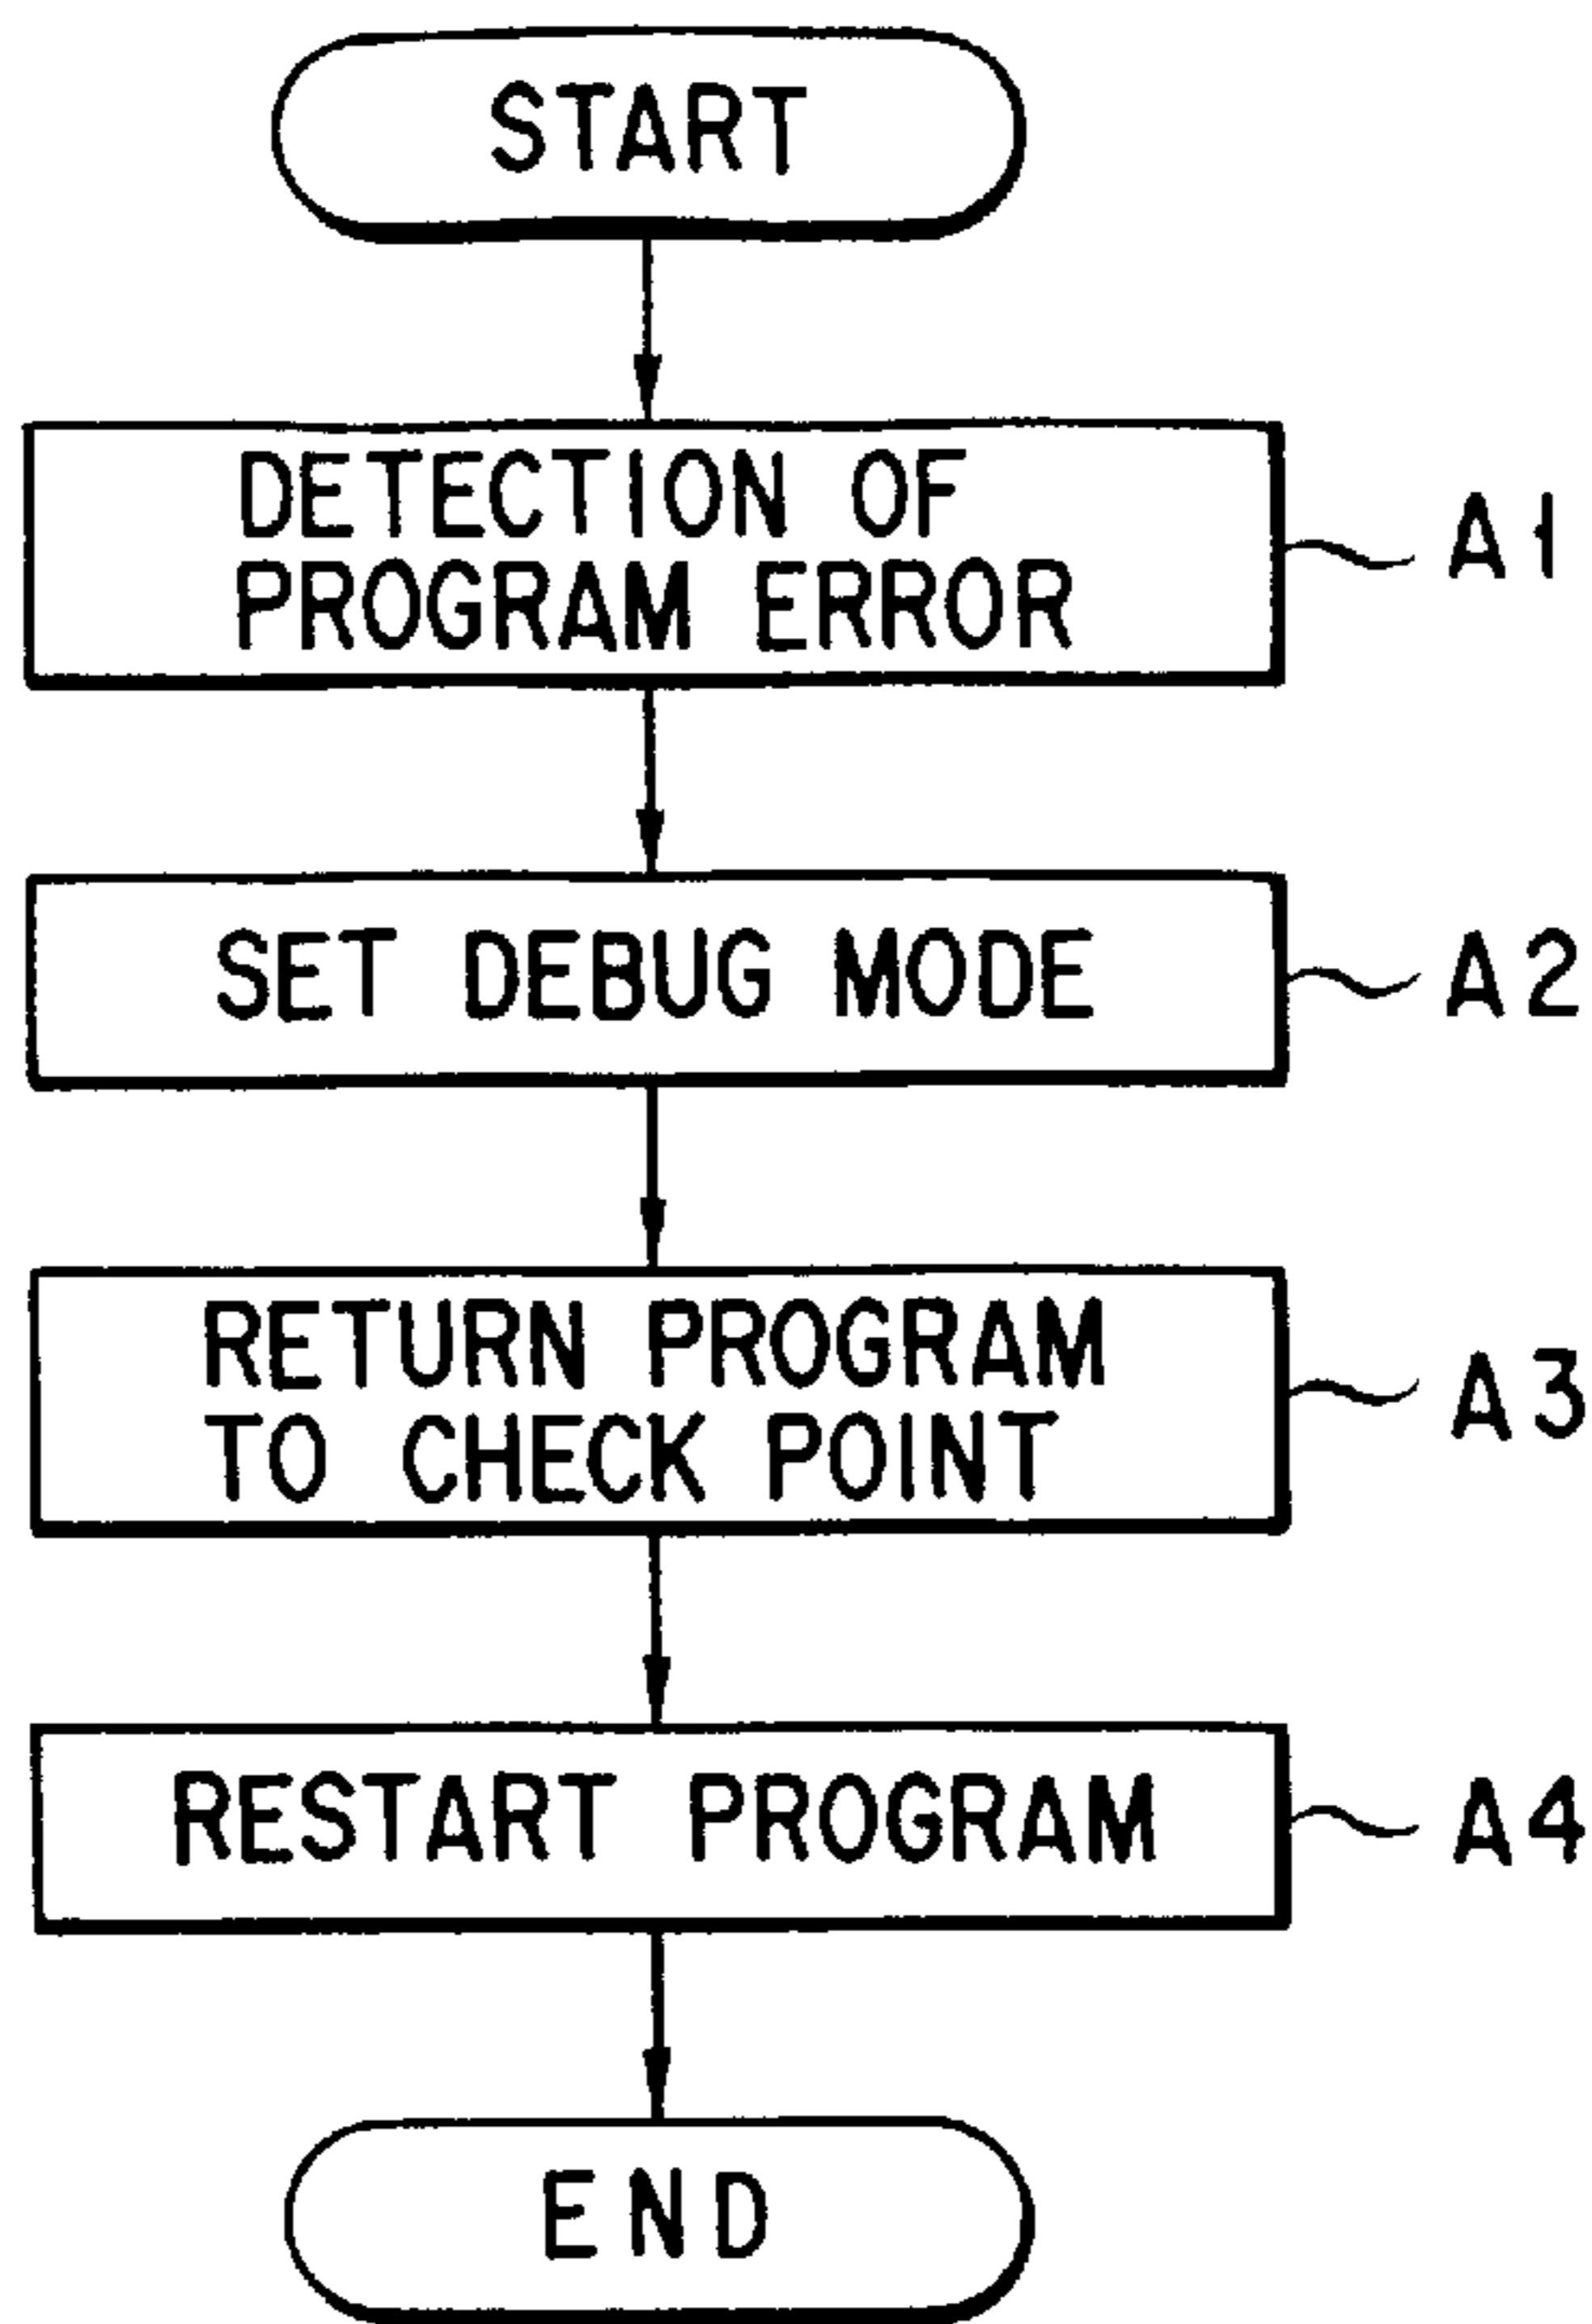 START
DETECTION OF
PROGRAM ERROR
A1
SET DEBUG MODE
A2
RETURN PROGRAM
TO CHECK POINT
A3
RESTART PROGRAM
A4
END